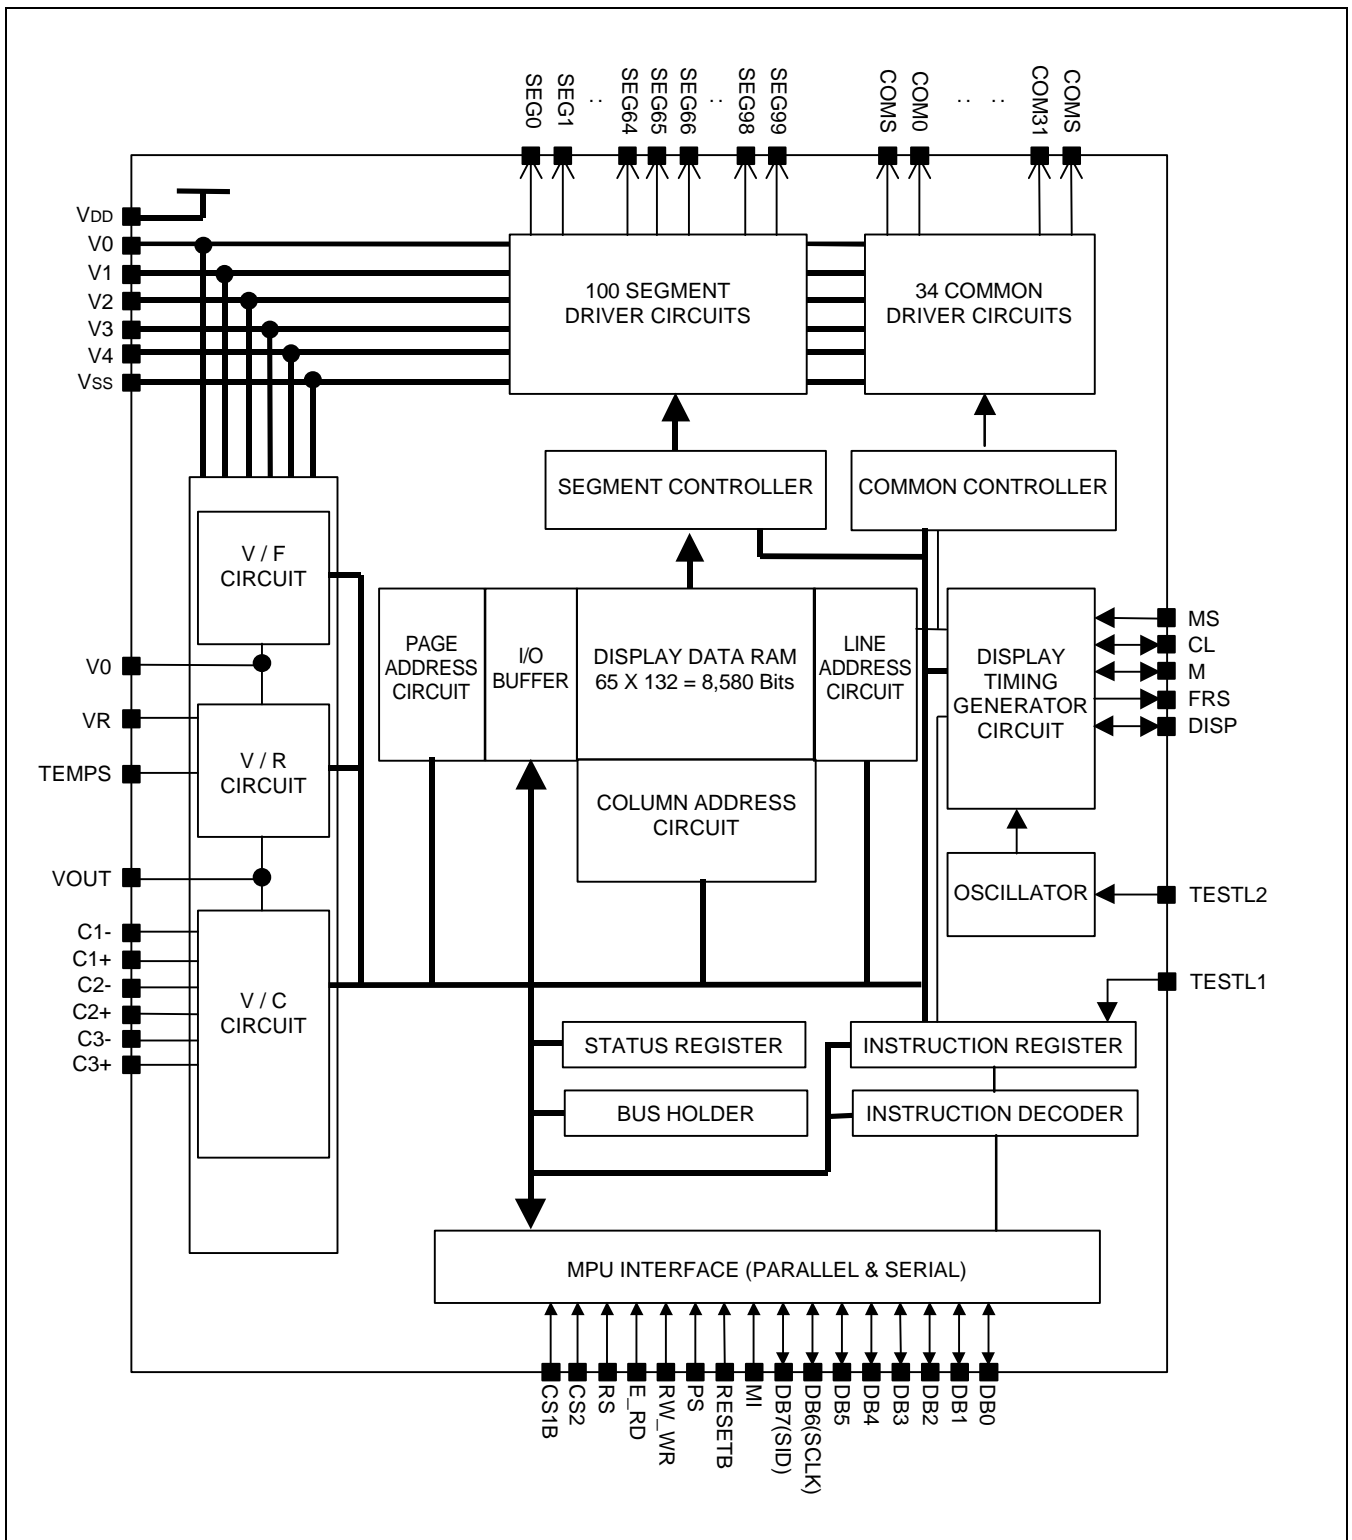 SEG0
SEG1
..
SEG64
SEG65
SEG66
..
SEG98
SEG99
COMS
COM0
..
..
COM31
COMS
VDD
V0
V1
V2
V3
V4
VSS
100 SEGMENT
DRIVER CIRCUITS
34 COMMON
DRIVER CIRCUITS
SEGMENT CONTROLLER
COMMON CONTROLLER
V / F
CIRCUIT
PAGE
ADDRESS
CIRCUIT
I/O
BUFFER
DISPLAY DATA RAM
65 X 132 = 8,580 Bits
LINE
ADDRESS
CIRCUIT
DISPLAY
TIMING
GENERATOR
CIRCUIT
MS
CL
M
FRS
DISP
V0
VR
TEMPS
V / R
CIRCUIT
COLUMN ADDRESS
CIRCUIT
VOUT
OSCILLATOR
TESTL2
C1-
C1+
C2-
C2+
C3-
C3+
V / C
CIRCUIT
TESTL1
STATUS REGISTER
INSTRUCTION REGISTER
BUS HOLDER
INSTRUCTION DECODER
MPU INTERFACE (PARALLEL & SERIAL)
CS1B
CS2
RS
E_RD
RW_WR
PS
RESETB
MI
DB7(SID)
DB6(SCLK)
DB5
DB4
DB3
DB2
DB1
DB0